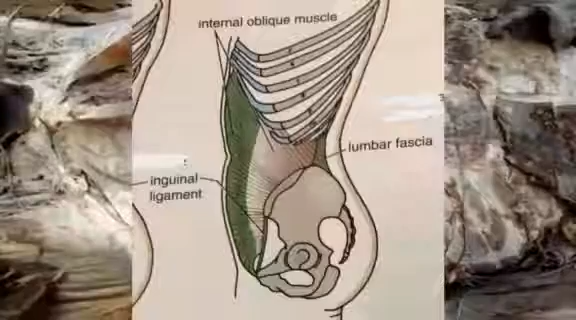 internal oblique muscle
lumbar fascia
inguinal
ligament